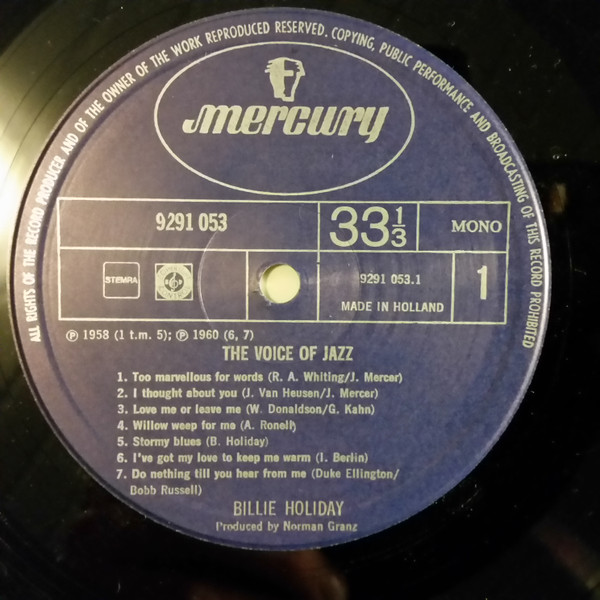 ALL RIGHTS OF THE RECORD PRODUCER AND OF THE OWNER OF THE WORK REPRODUCED RESERVED. COPYING, PUBLIC PERFORMANCE AND BROADCASTING OF THIS RECORD PROHIBITED
mercury
9291 053
33 1/3
MONO
STEMRA
9291 053.1
MADE IN HOLLAND
1
℗ 1958 (1 t.m. 5); ℗ 1960 (6, 7)
THE VOICE OF JAZZ
1. Too marvellous for words (R. A. Whiting/J. Mercer)
2. I thought about you (J. Van Heusen/J. Mercer)
3. Love me or leave me (W. Donaldson/G. Kahn)
4. Willow weep for me (A. Ronell)
5. Stormy blues (B. Holiday)
6. I've got my love to keep me warm (I. Berlin)
7. Do nothing till you hear from me (Duke Ellington/
Bobb Russell)
BILLIE HOLIDAY
Produced by Norman Granz